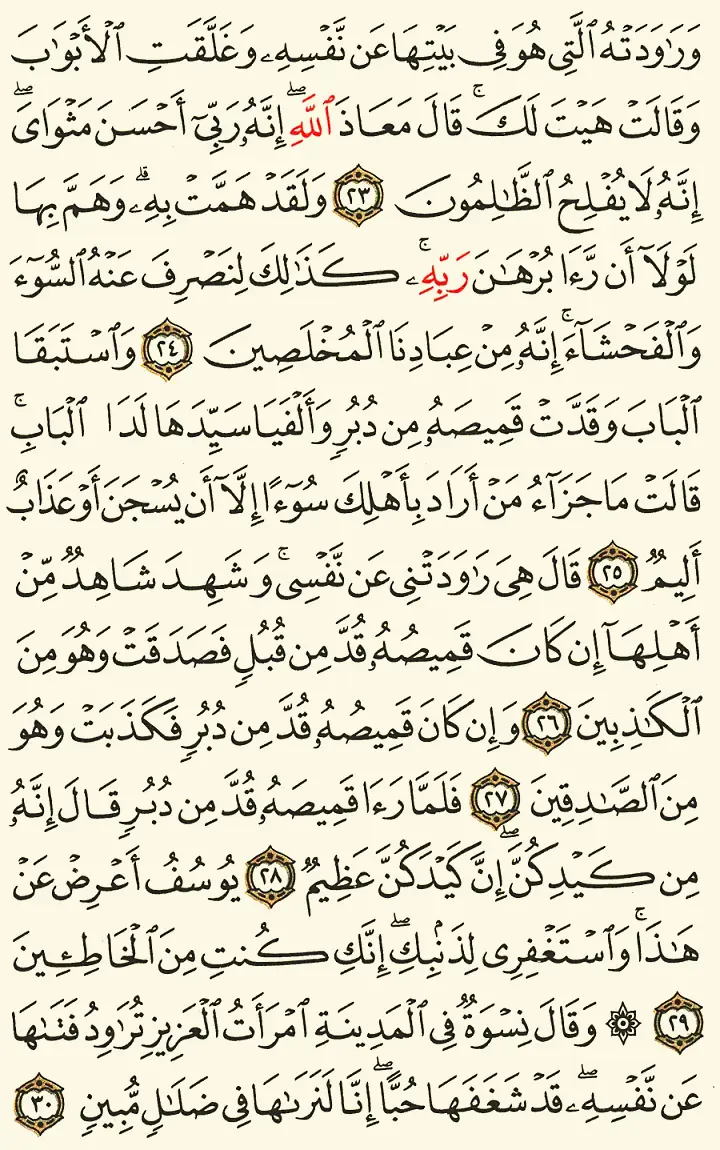 وَرَٰوَدَتْهُ ٱلَّتِى هُوَ فِى بَيْتِهَا عَن نَّفْسِهِۦ وَغَلَّقَتِ ٱلْأَبْوَٰبَ
وَقَالَتْ هَيْتَ لَكَ ۚ قَالَ مَعَاذَ ٱللَّهِ ۖ إِنَّهُۥ رَبِّىٓ أَحْسَنَ مَثْوَاىَ ۖ
إِنَّهُۥ لَا يُفْلِحُ ٱلظَّٰلِمُونَ ٢٣ وَلَقَدْ هَمَّتْ بِهِۦ ۖ وَهَمَّ بِهَا
لَوْلَآ أَن رَّءَا بُرْهَٰنَ رَبِّهِۦ ۚ كَذَٰلِكَ لِنَصْرِفَ عَنْهُ ٱلسُّوٓءَ
وَٱلْفَحْشَآءَ ۚ إِنَّهُۥ مِنْ عِبَادِنَا ٱلْمُخْلَصِينَ ٢٤ وَٱسْتَبَقَا
ٱلْبَابَ وَقَدَّتْ قَمِيصَهُۥ مِن دُبُرٍ وَأَلْفَيَا سَيِّدَهَا لَدَا ٱلْبَابِ ۚ
قَالَتْ مَا جَزَآءُ مَنْ أَرَادَ بِأَهْلِكَ سُوٓءًا إِلَّآ أَن يُسْجَنَ أَوْ عَذَابٌ
أَلِيمٌ ٢٥ قَالَ هِىَ رَٰوَدَتْنِى عَن نَّفْسِى ۚ وَشَهِدَ شَاهِدٌ مِّنْ
أَهْلِهَآ إِن كَانَ قَمِيصُهُۥ قُدَّ مِن قُبُلٍ فَصَدَقَتْ وَهُوَ مِنَ
ٱلْكَٰذِبِينَ ٢٦ وَإِن كَانَ قَمِيصُهُۥ قُدَّ مِن دُبُرٍ فَكَذَبَتْ وَهُوَ
مِنَ ٱلصَّٰدِقِينَ ٢٧ فَلَمَّا رَءَا قَمِيصَهُۥ قُدَّ مِن دُبُرٍ قَالَ إِنَّهُۥ
مِن كَيْدِكُنَّ ۖ إِنَّ كَيْدَكُنَّ عَظِيمٌ ٢٨ يُوسُفُ أَعْرِضْ عَنْ
هَٰذَا ۚ وَٱسْتَغْفِرِى لِذَنۢبِكِ ۖ إِنَّكِ كُنتِ مِنَ ٱلْخَاطِـِٔينَ
٢٩ ۞ وَقَالَ نِسْوَةٌ فِى ٱلْمَدِينَةِ ٱمْرَأَتُ ٱلْعَزِيزِ تُرَٰوِدُ فَتَىٰهَا
عَن نَّفْسِهِۦ ۖ قَدْ شَغَفَهَا حُبًّا ۖ إِنَّا لَنَرَىٰهَا فِى ضَلَٰلٍ مُّبِينٍ ٣٠